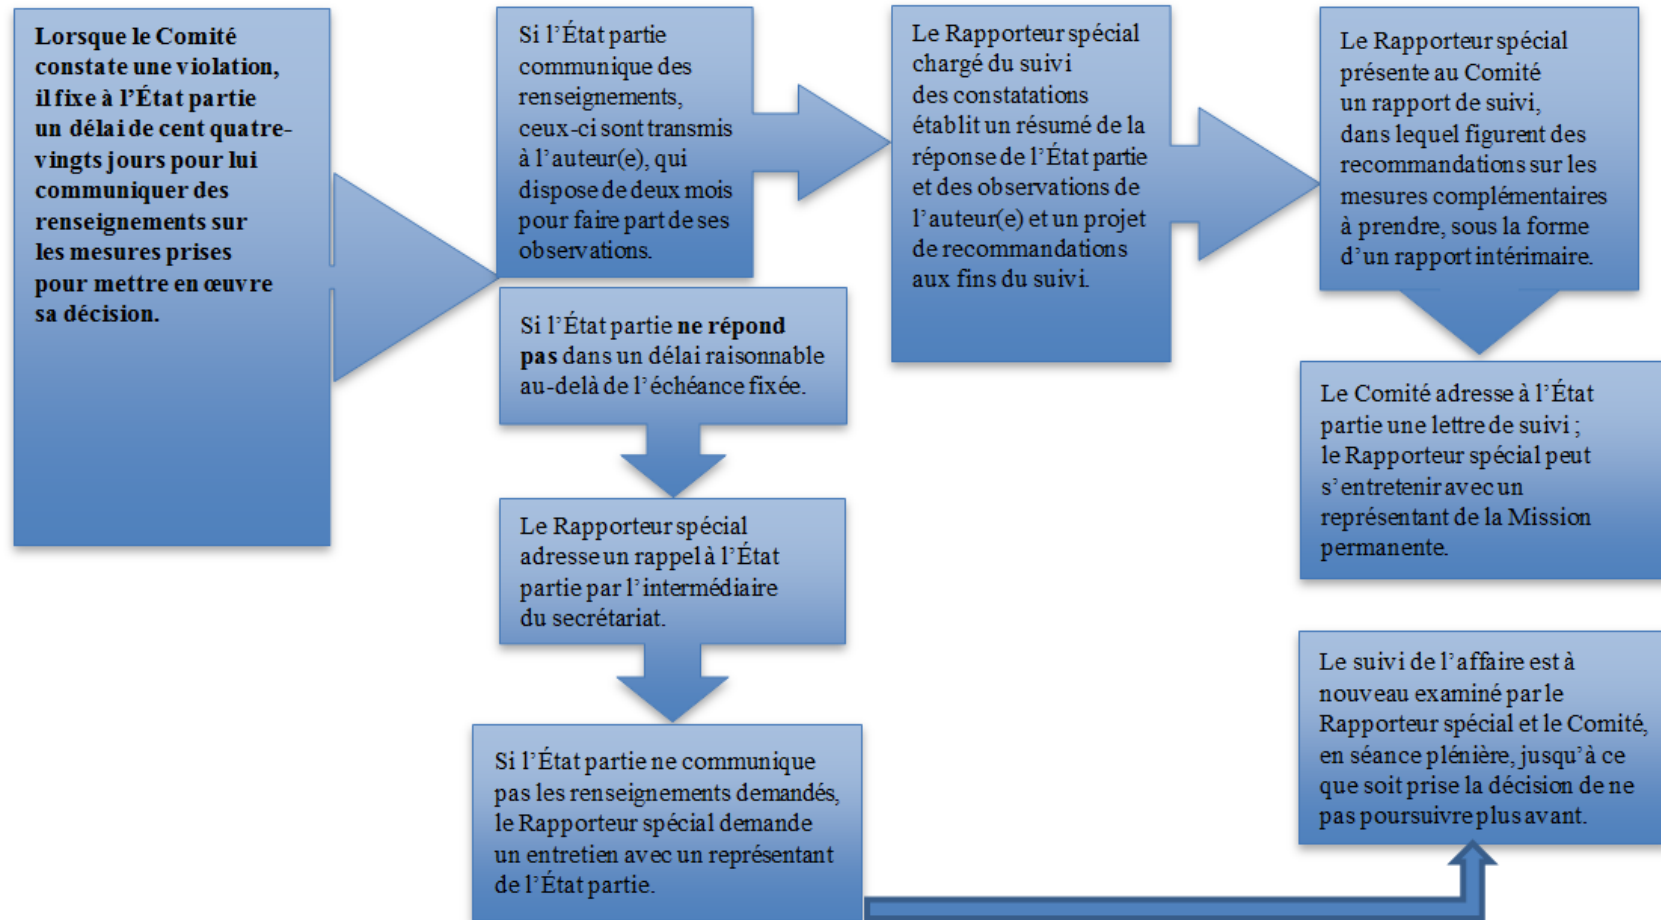 Lorsque le Comité
constate une violation,
il fixe à l'État partie
un délai de cent quatre-
vingts jours pour lui
communiquer des
renseignements sur
les mesures prises
pour mettre en œuvre
sa décision.
Si l'État partie
communique des
renseignements,
ceux-ci sont transmis
à l'auteur(e), qui
dispose de deux mois
pour faire part de ses
observations.
Le Rapporteur spécial
chargé du suivi
des constatations
établit un résumé de la
réponse de l'État partie
et des observations de
l'auteur(e) et un projet
de recommandations
aux fins du suivi.
Le Rapporteur spécial
présente au Comité
un rapport de suivi,
dans lequel figurent des
recommandations sur les
mesures complémentaires
à prendre, sous la forme
d'un rapport intérimaire.
Si l'État partie ne répond
pas dans un délai raisonnable
au-delà de l'échéance fixée.
Le Comité adresse à l'État
partie une lettre de suivi ;
le Rapporteur spécial peut
s'entretenir avec un
représentant de la Mission
permanente.
Le Rapporteur spécial
adresse un rappel à l'État
partie par l'intermédiaire
du secrétariat.
Le suivi de l'affaire est à
nouveau examiné par le
Rapporteur spécial et le Comité,
en séance plénière, jusqu'à ce
que soit prise la décision de ne
pas poursuivre plus avant.
Si l'État partie ne communique
pas les renseignements demandés,
le Rapporteur spécial demande
un entretien avec un représentant
de l'État partie.